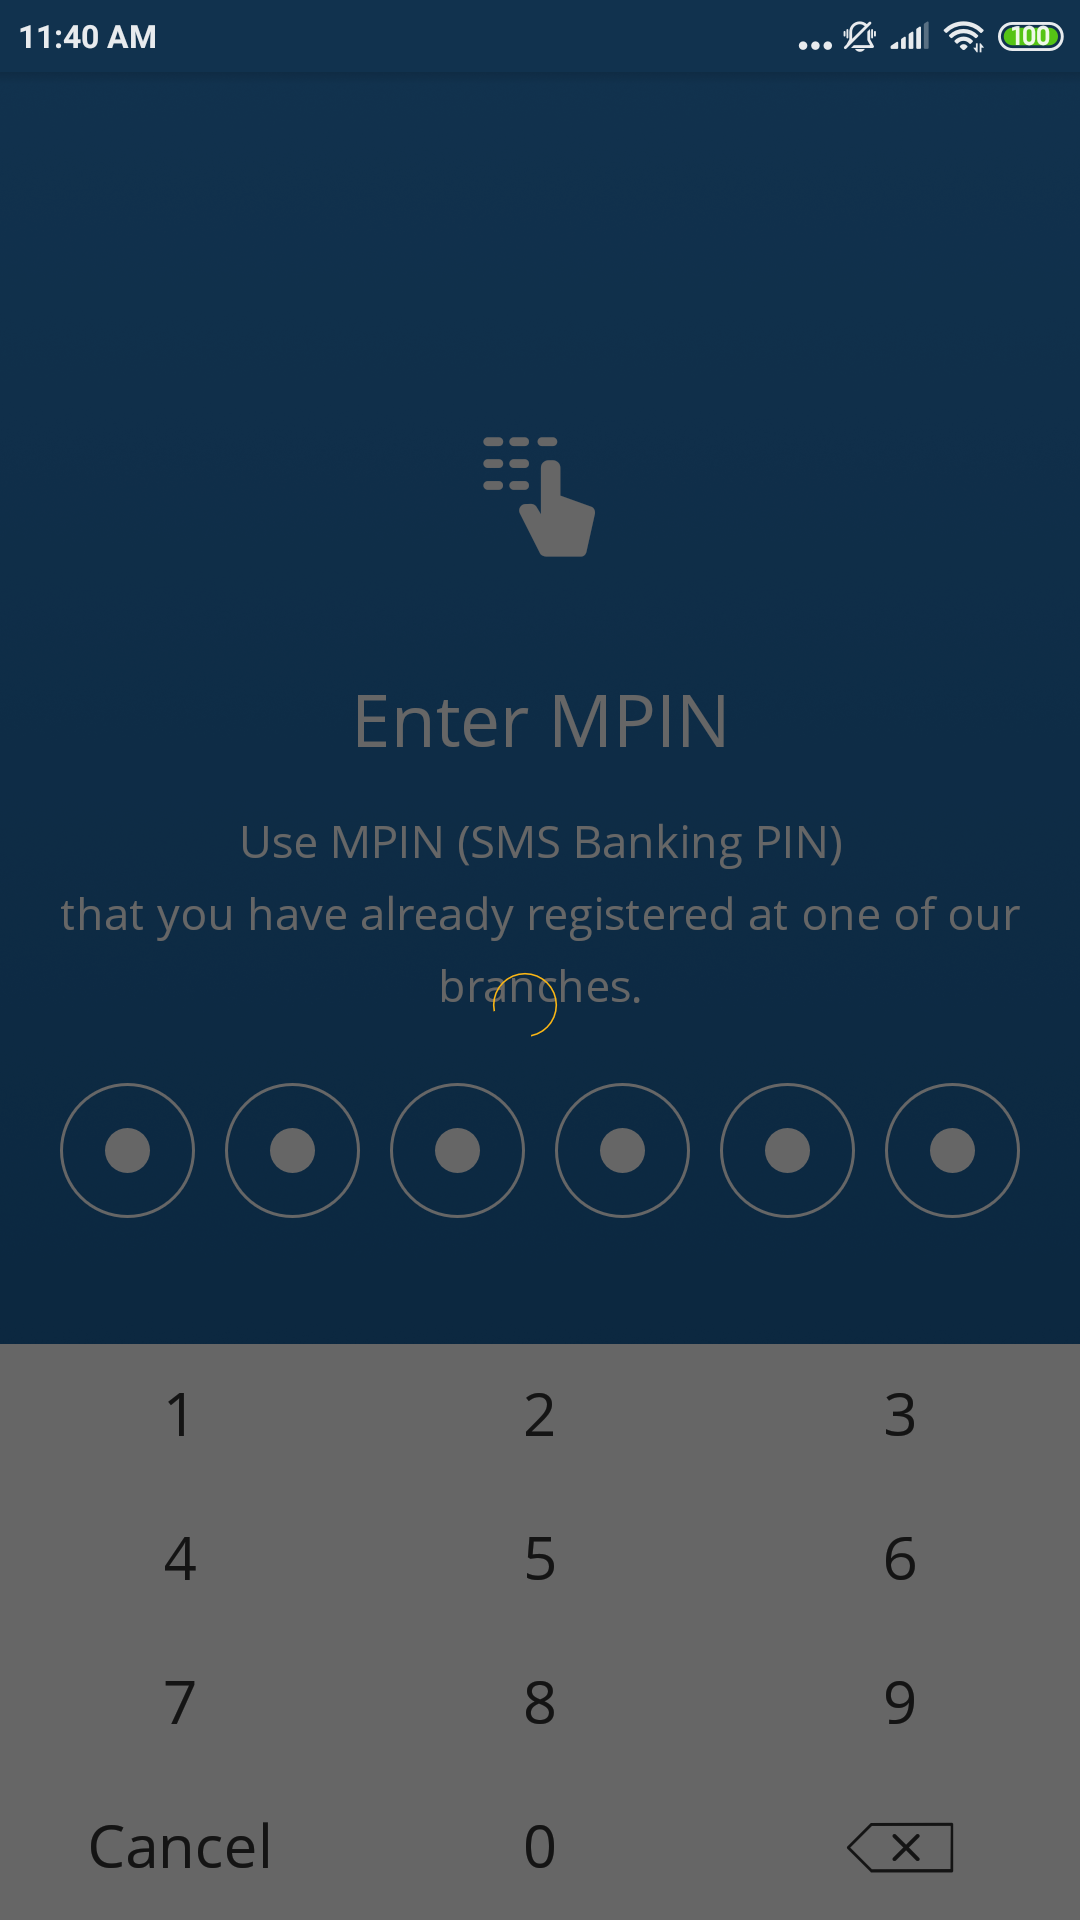 11:40 AM
100
Enter MPIN
Use MPIN (SMS Banking PIN)
that you have already registered at one of our
branches.
1 2 3
4 5 6
7 8 9
Cancel 0